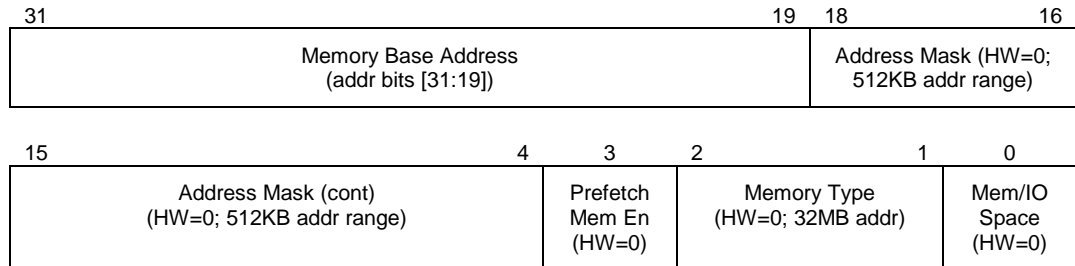 31 19 18 16
Memory Base Address
(addr bits [31:19])
Address Mask (HW=0;
512KB addr range)
15 4 3 2 1 0
Address Mask (cont)
(HW=0; 512KB addr range)
Prefetch
Mem En
(HW=0)
Memory Type
(HW=0; 32MB addr)
Mem/IO
Space
(HW=0)